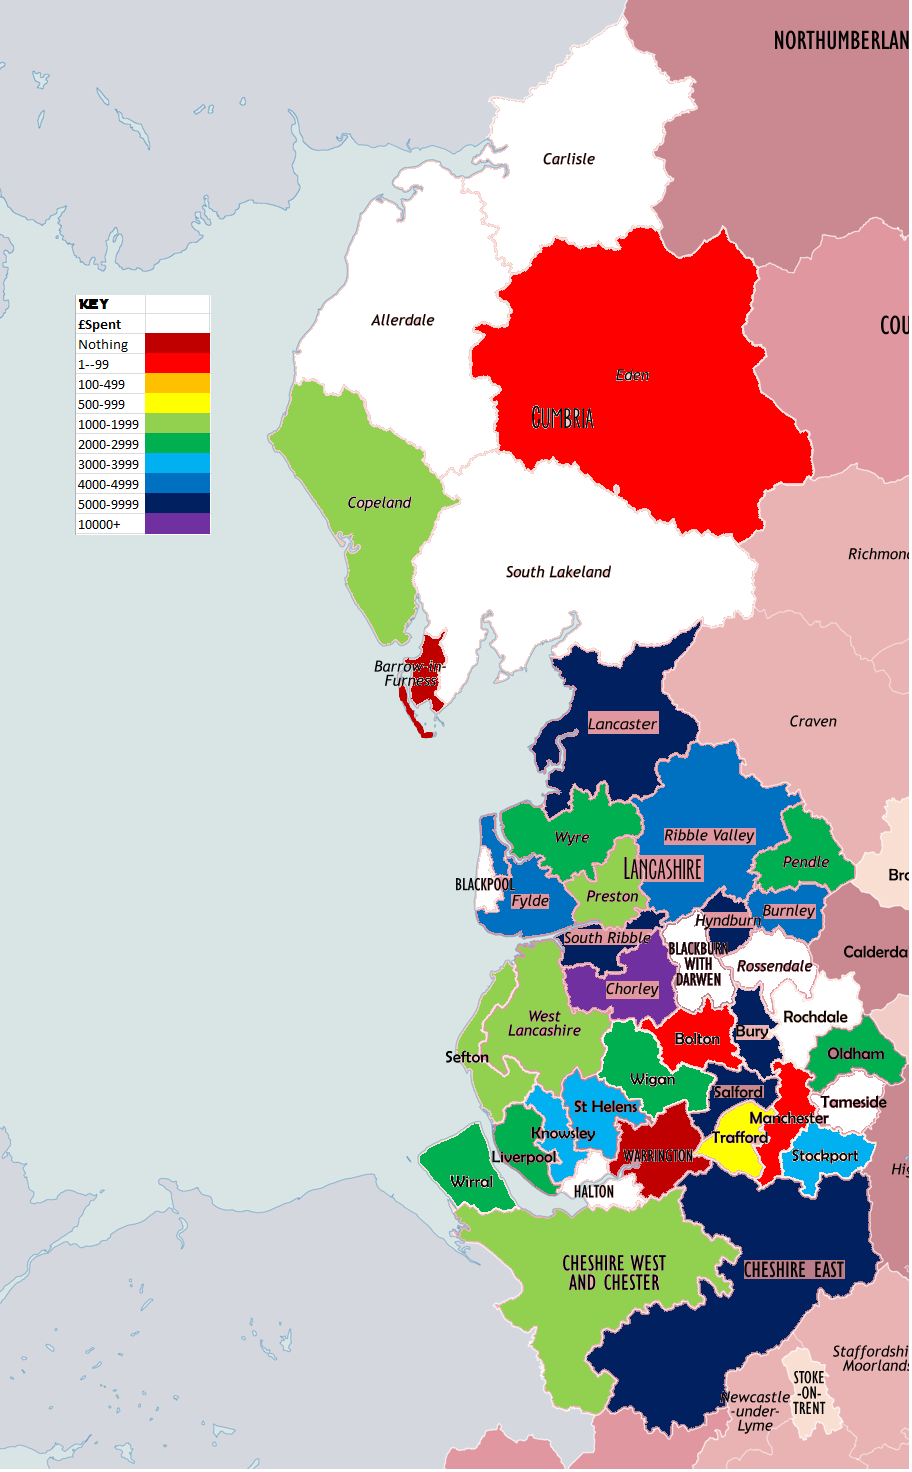 NORTHUMBERLAN
Carlisle
KEY
£Spent
Nothing
1--99
100-499
500-999
1000-1999
2000-2999
3000-3999
4000-4999
5000-9999
10000+
Allerdale
COU
Eden
CUMBRIA
Copeland
Richmond
South Lakeland
Barrow-in-
Furness
Lancaster
Craven
Wyre
Ribble Valley
LANCASHIRE
Pendle
BLACKPOOL
Fylde
Preston
Bra
Hyndburn
Burnley
South Ribble
BLACKBURN
WITH
DARWEN
Calderda
Rossendale
Chorley
West
Lancashire
Rochdale
Bolton
Bury
Sefton
Oldham
Wigan
Salford
St Helens
Manchester
Tameside
Knowsley
Trafford
Liverpool
WARRINGTON
Stockport
Hig
Wirral
HALTON
CHESHIRE WEST
AND CHESTER
CHESHIRE EAST
Staffordshi
Moorlands
STOKE
-ON-
TRENT
Newcastle
-under-
Lyme